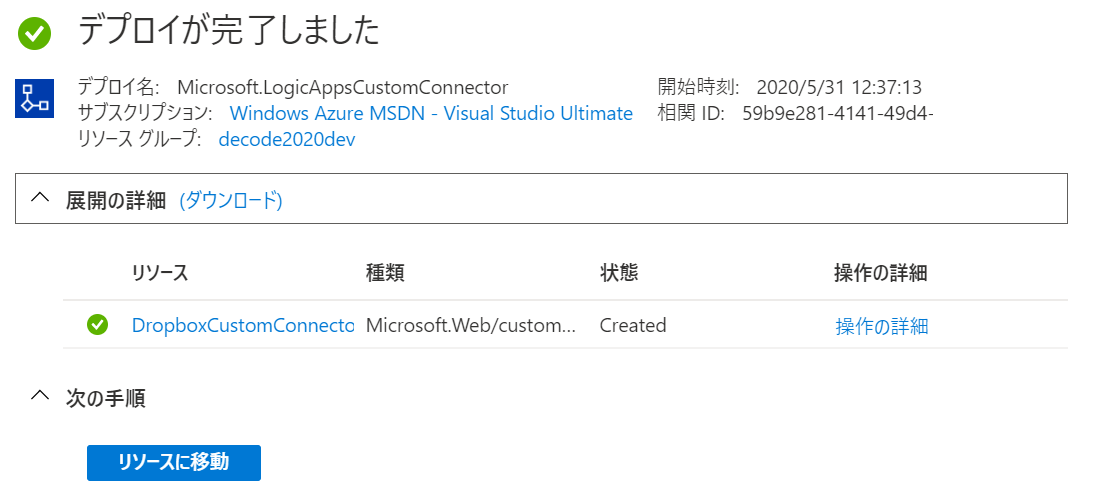 デプロイが完了しました
デプロイ名: Microsoft.LogicAppsCustomConnector 開始時刻: 2020/5/31 12:37:13
サブスクリプション: Windows Azure MSDN - Visual Studio Ultimate 相関 ID: 59b9e281-4141-49d4-
リソース グループ: decode2020dev
展開の詳細 (ダウンロード)
リソース 種類 状態 操作の詳細
DropboxCustomConnecto Microsoft.Web/custom... Created 操作の詳細
次の手順
リソースに移動